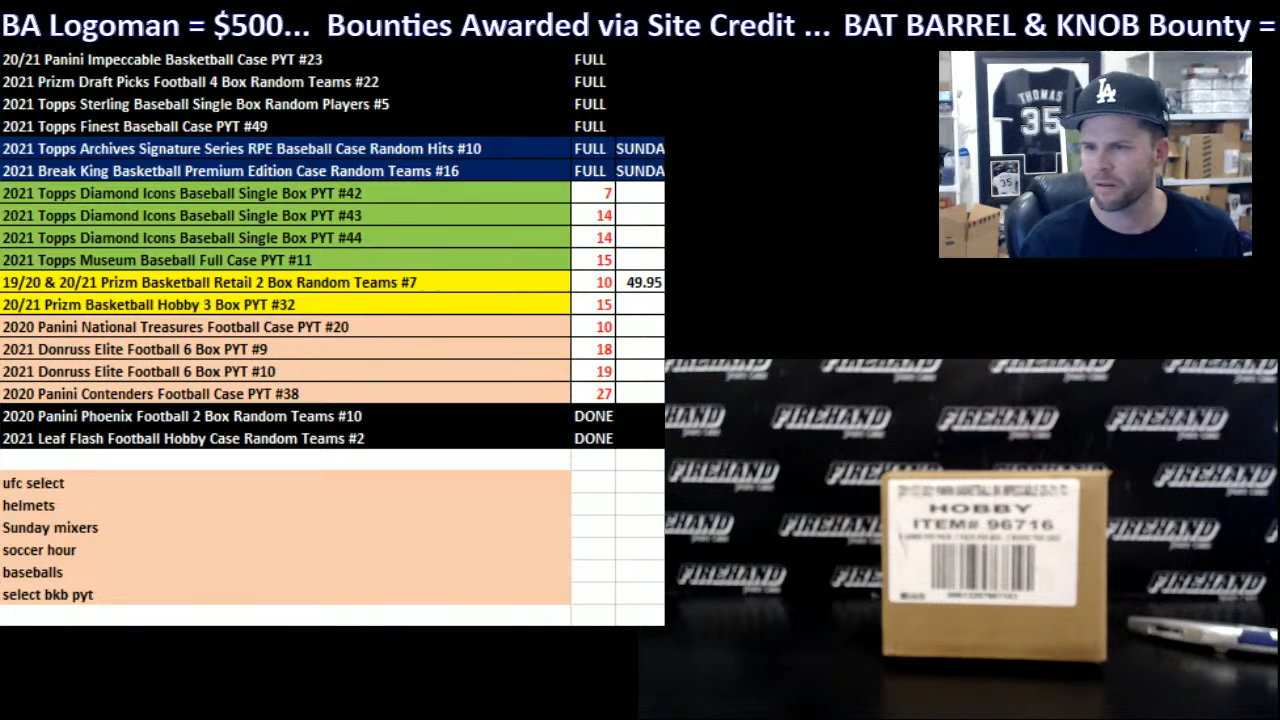 BA Logoman = $500... Bounties Awarded via Site Credit ... BAT BARREL & KNOB Bounty =
20/21 Panini Impeccable Basketball Case PYT #23 FULL
2021 Prizm Draft Picks Football 4 Box Random Teams #22 FULL
2021 Topps Sterling Baseball Single Box Random Players #5 FULL
2021 Topps Finest Baseball Case PYT #49 FULL
2021 Topps Archives Signature Series RPE Baseball Case Random Hits #10 FULL SUNDA
2021 Break King Basketball Premium Edition Case Random Teams #16 FULL SUNDA
2021 Topps Diamond Icons Baseball Single Box PYT #42 7
2021 Topps Diamond Icons Baseball Single Box PYT #43 14
2021 Topps Diamond Icons Baseball Single Box PYT #44 14
2021 Topps Museum Baseball Full Case PYT #11 15
19/20 & 20/21 Prizm Basketball Retail 2 Box Random Teams #7 10 49.95
20/21 Prizm Basketball Hobby 3 Box PYT #32 15
2020 Panini National Treasures Football Case PYT #20 10
2021 Donruss Elite Football 6 Box PYT #9 18
2021 Donruss Elite Football 6 Box PYT #10 19
2020 Panini Contenders Football Case PYT #38 27
2020 Panini Phoenix Football 2 Box Random Teams #10 DONE
2021 Leaf Flash Football Hobby Case Random Teams #2 DONE
ufc select
helmets
Sunday mixers
soccer hour
baseballs
select bkb pyt
THOMAS
35
LA
35
FIREHAND
FIREHAND
FIREHAND
FIREHAND
FIREHAND
FIREHAND
FIREHAND
FIREHAND
HOBBY
ITEM# 96716